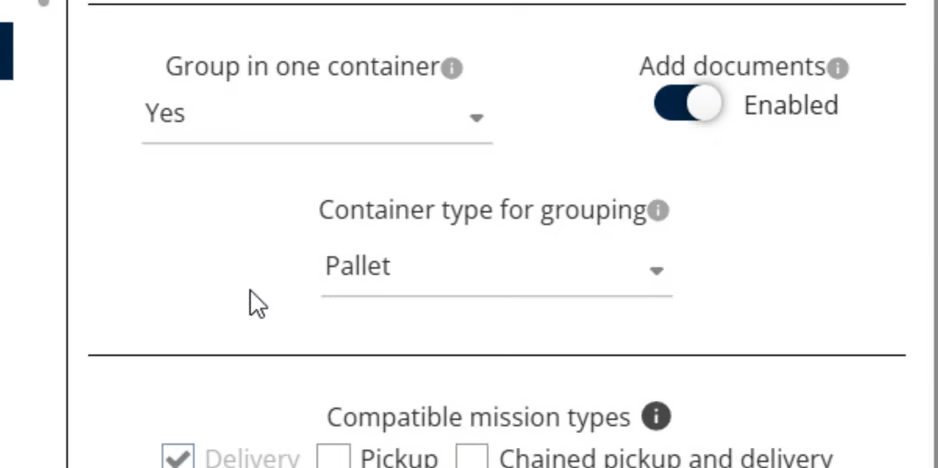 Group in one container
Add documents
Yes
Enabled
Container type for grouping
Pallet
Compatible mission types
Delivery
Pickup
Chained pickup and delivery